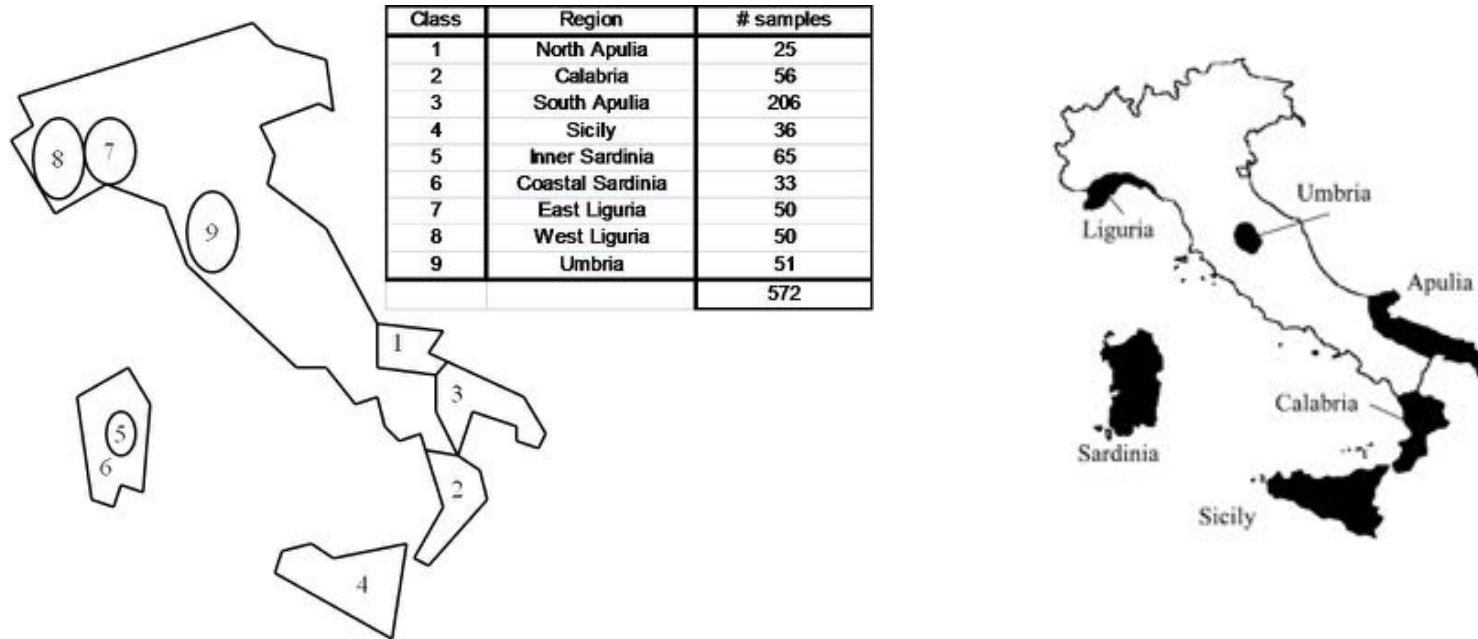 Class Region # samples
1 North Apulia 25
2 Calabria 56
3 South Apulia 206
4 Sicily 36
5 Inner Sardinia 65
6 Coastal Sardinia 33
7 East Liguria 50
8 West Liguria 50
9 Umbria 51
572
8
7
9
1
3
5
6
2
4
Umbria
Liguria
Apulia
Calabria
Sardinia
Sicily